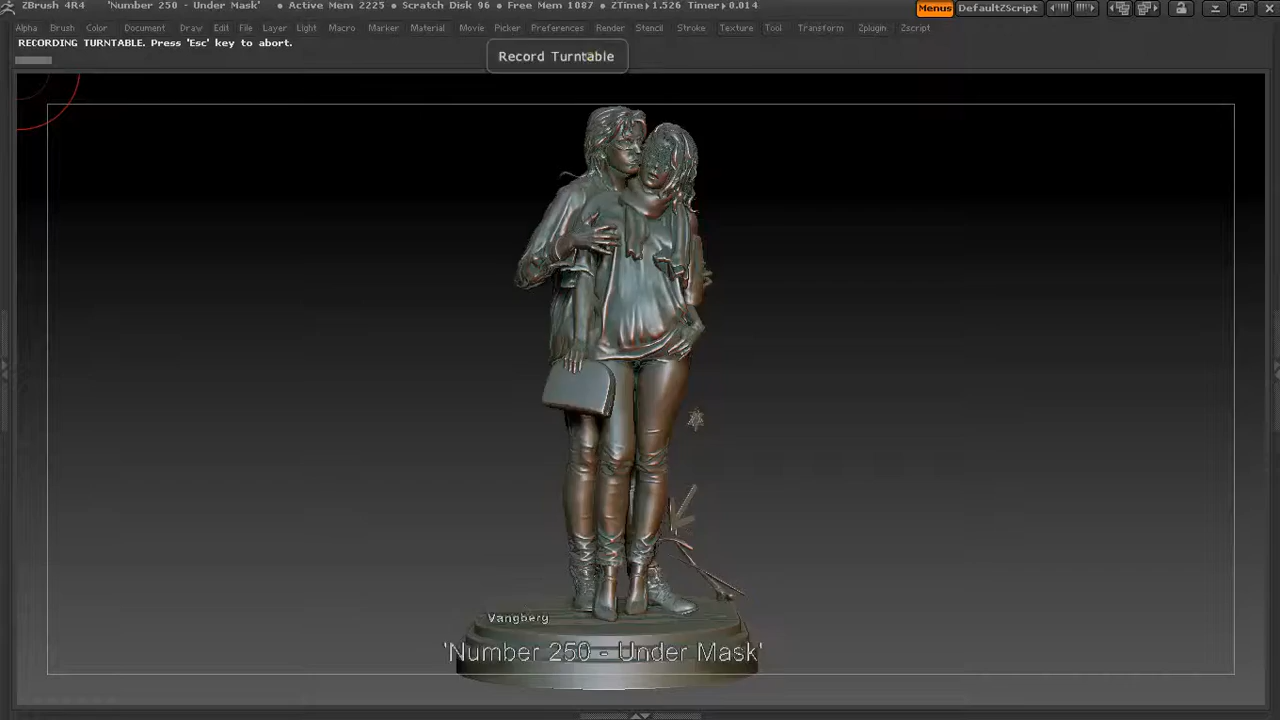 ZBrush 4R4 'Number 250 - Under Mask' • Active Mem 2225 • Scratch Disk 96 • Free Mem 1087 • ZTime▸1.526 Timer▸0.014 Menus DefaultZScript
Alpha Brush Color Document Draw Edit File Layer Light Macro Marker Material Movie Picker Preferences Render Stencil Stroke Texture Tool Transform Zplugin Zscript
RECORDING TURNTABLE. Press 'Esc' key to abort.
Record Turntable
Vangberg
'Number 250 - Under Mask'